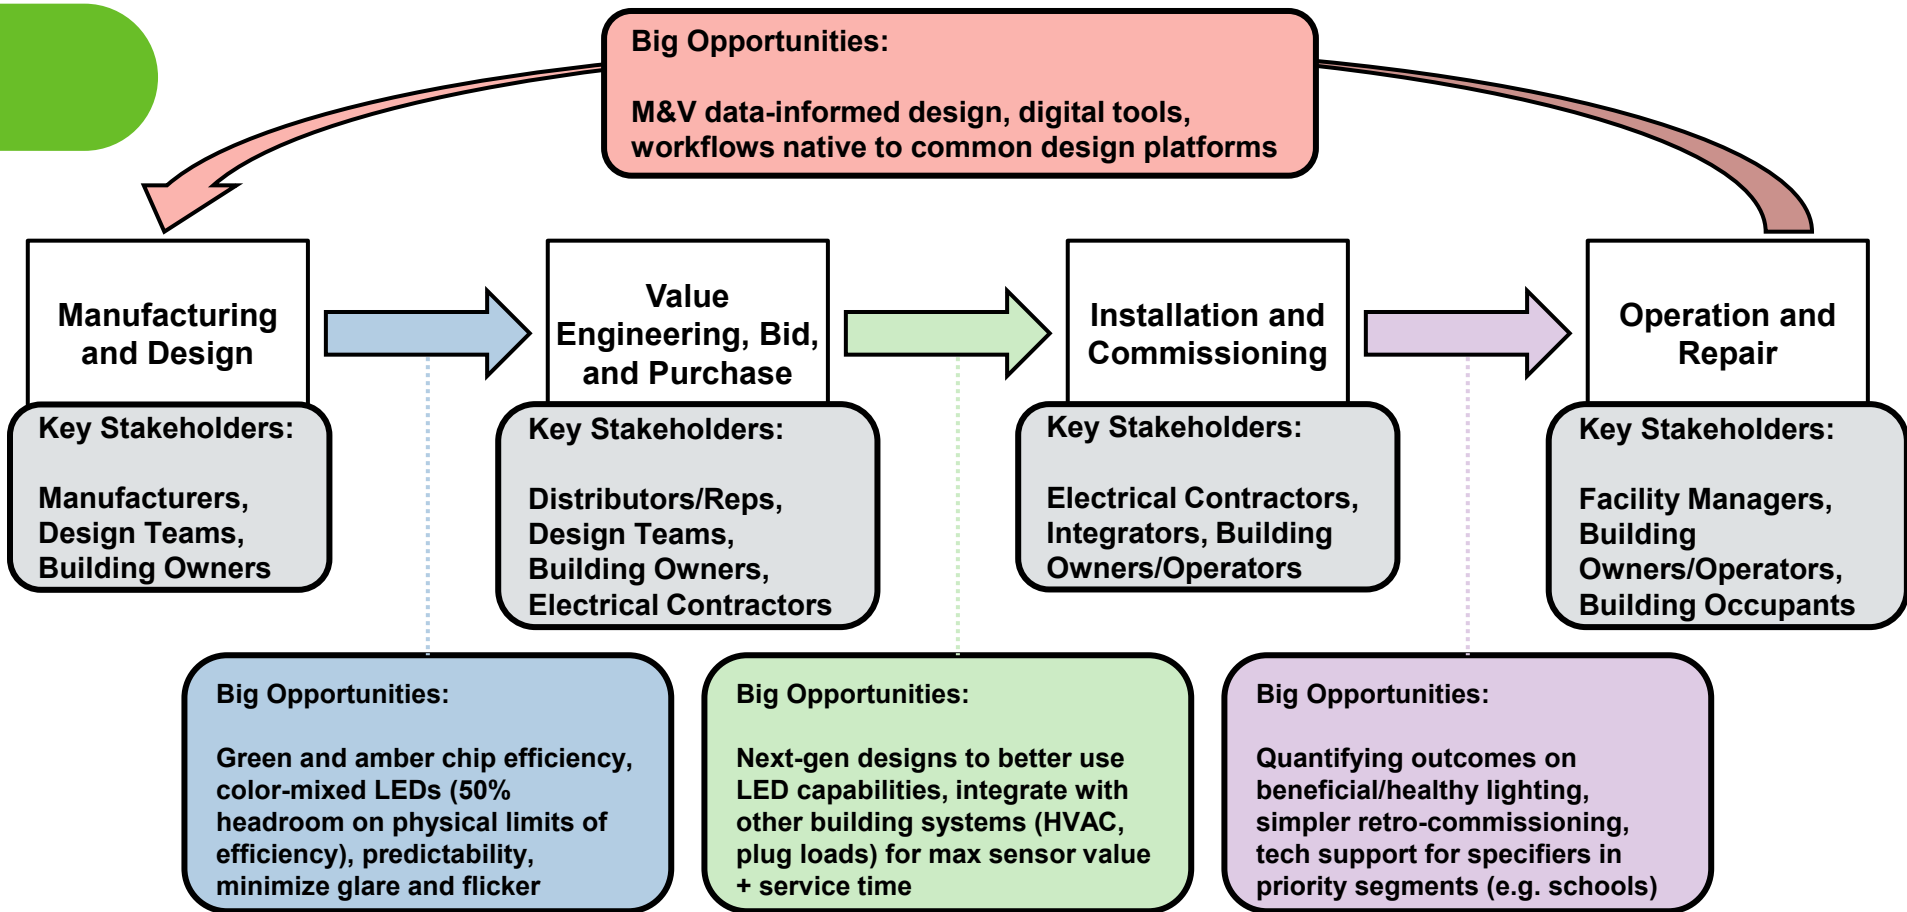 Big Opportunities:
M&V data-informed design, digital tools,
workflows native to common design platforms
Manufacturing
and Design
Key Stakeholders:
Manufacturers,
Design Teams,
Building Owners
Value
Engineering, Bid,
and Purchase
Key Stakeholders:
Distributors/Reps,
Design Teams,
Building Owners,
Electrical Contractors
Installation and
Commissioning
Key Stakeholders:
Electrical Contractors,
Integrators, Building
Owners/Operators
Operation and
Repair
Key Stakeholders:
Facility Managers,
Building
Owners/Operators,
Building Occupants
Big Opportunities:
Green and amber chip efficiency,
color-mixed LEDs (50%
headroom on physical limits of
efficiency), predictability,
minimize glare and flicker
Big Opportunities:
Next-gen designs to better use
LED capabilities, integrate with
other building systems (HVAC,
plug loads) for max sensor value
+ service time
Big Opportunities:
Quantifying outcomes on
beneficial/healthy lighting,
simpler retro-commissioning,
tech support for specifiers in
priority segments (e.g. schools)